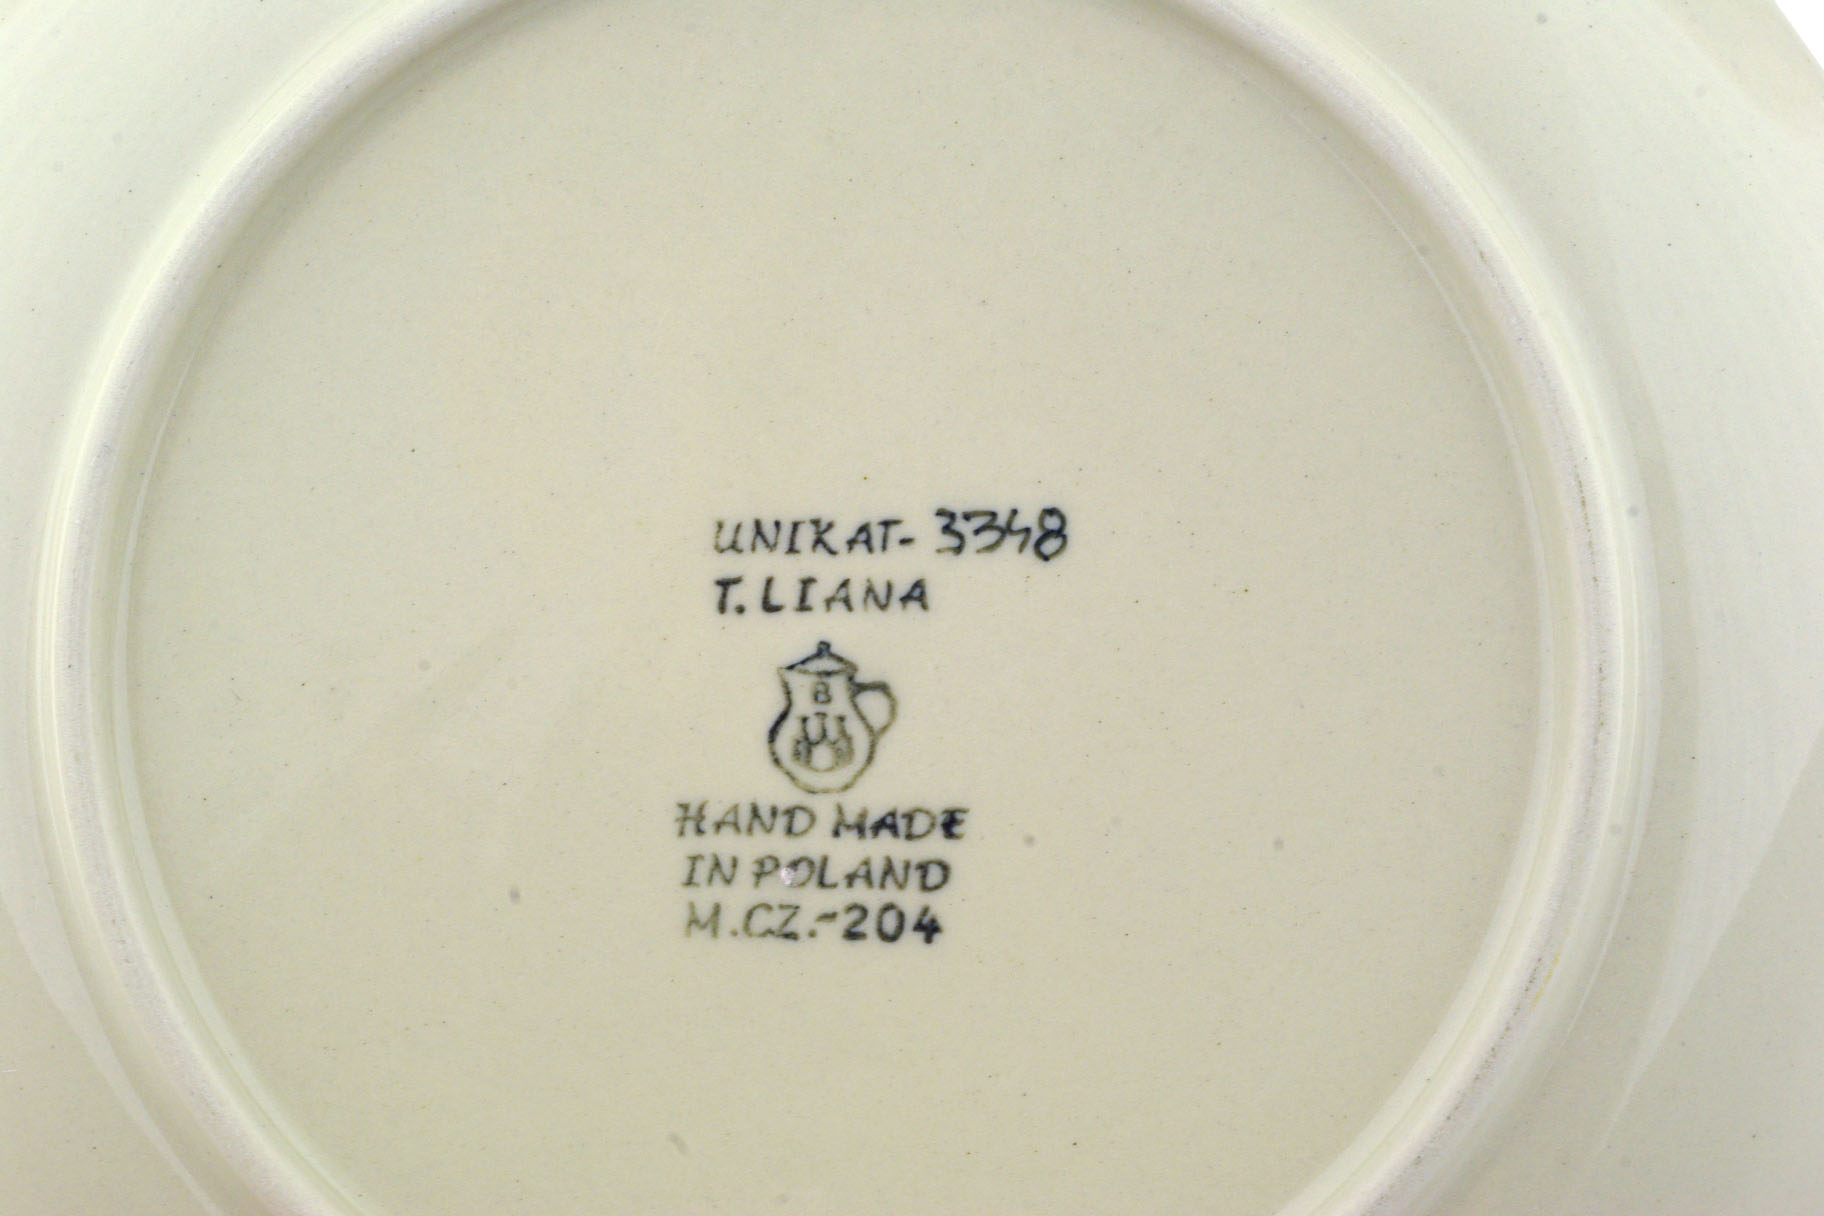 UNIKAT- 3348
T. LIANA
B
HAND MADE
IN POLAND
M.CZ.-204